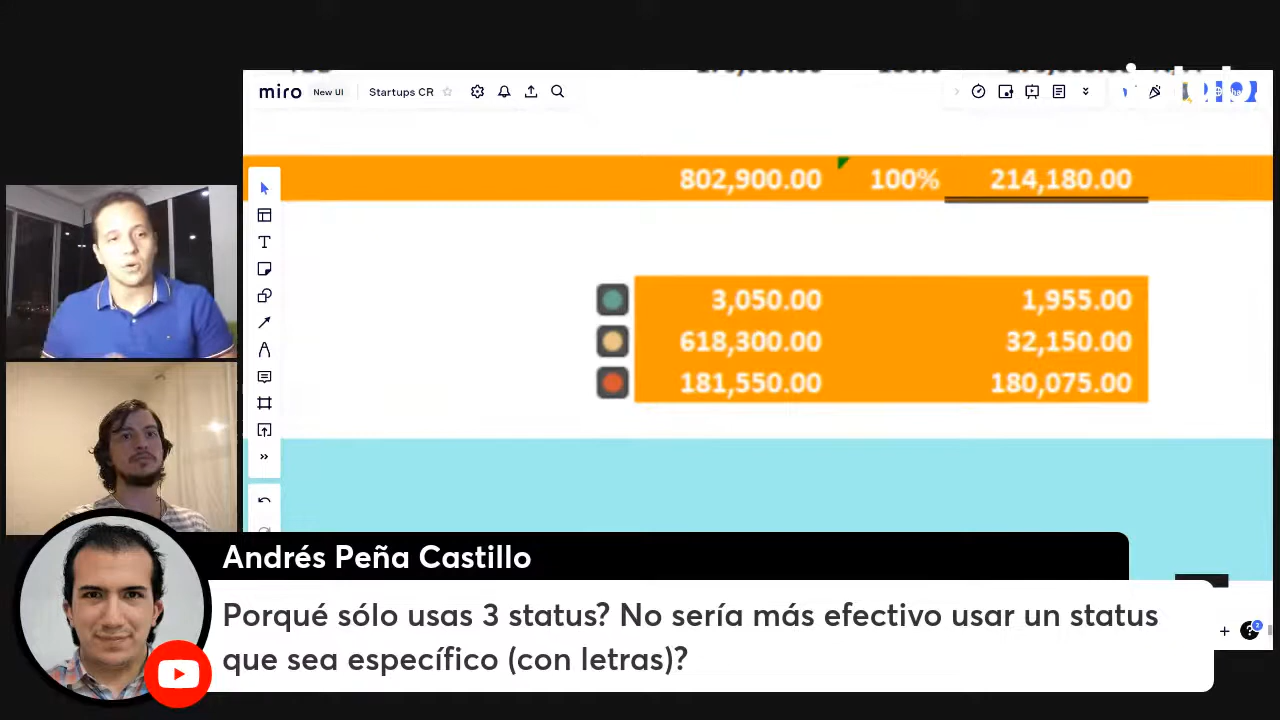 miro New UI Startups CR
802,900.00 100% 214,180.00
3,050.00 1,955.00
618,300.00 32,150.00
181,550.00 180,075.00
Andrés Peña Castillo
Porqué sólo usas 3 status? No sería más efectivo usar un status
que sea específico (con letras)?